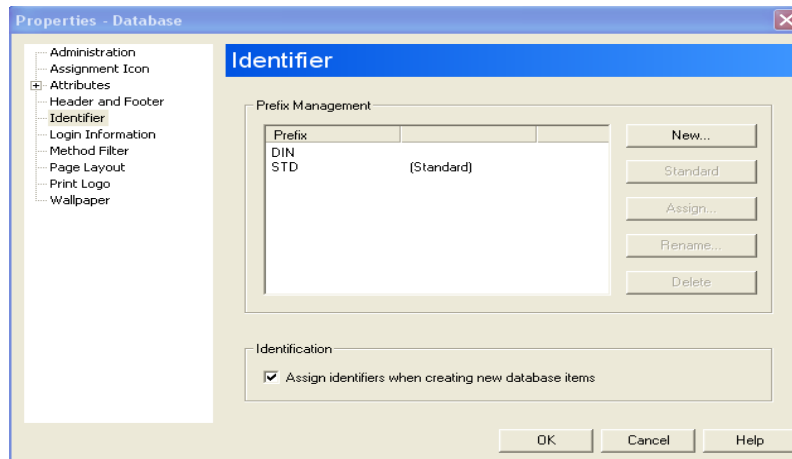 Properties - Database
Administration
Assignment Icon
Attributes
Header and Footer
Identifier
Login Information
Method Filter
Page Layout
Print Logo
Wallpaper
Identifier
Prefix Management
Prefix
DIN
STD (Standard)
New...
Standard
Assign...
Rename...
Delete
Identification
Assign identifiers when creating new database items
OK Cancel Help